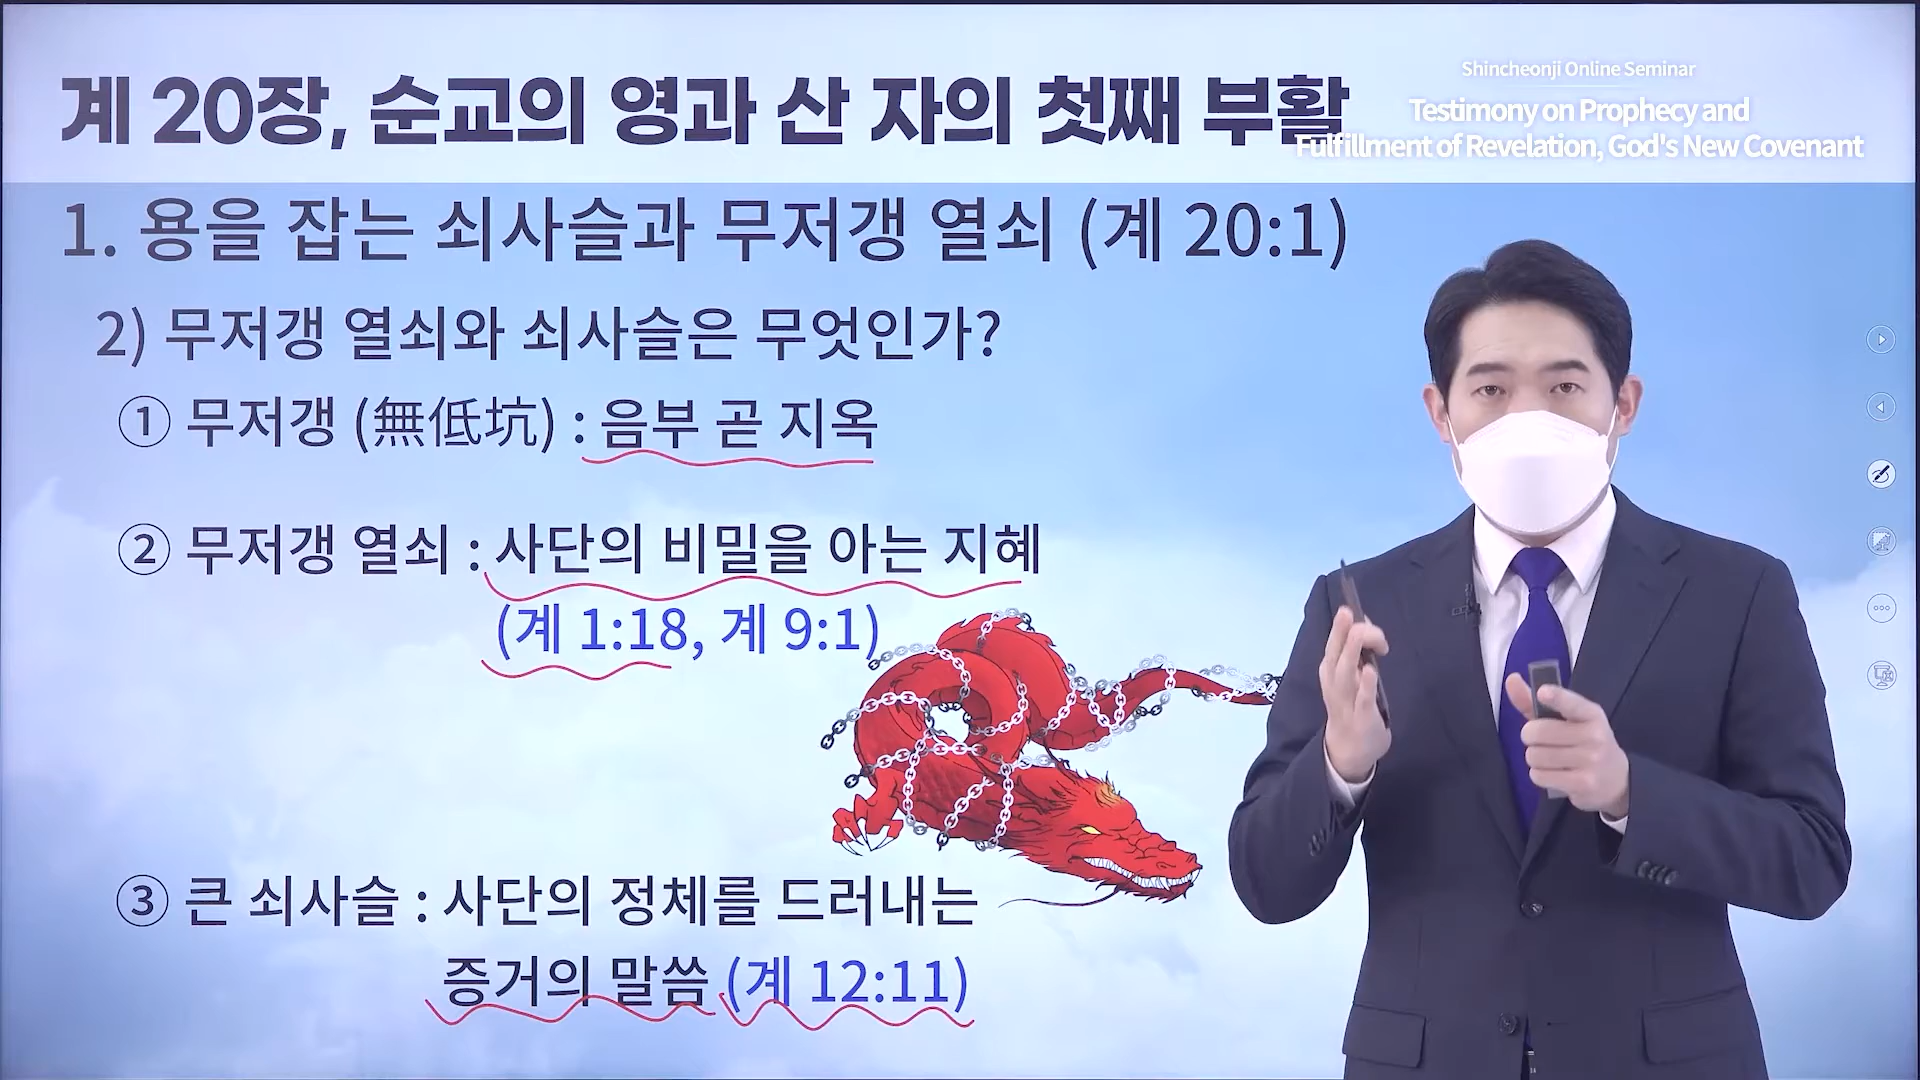 계 20장, 순교의 영과 산 자의 첫째 부활
Shincheonji Online Seminar
Testimony on Prophecy and
Fulfillment of Revelation, God's New Covenant
1. 용을 잡는 쇠사슬과 무저갱 열쇠 (계 20:1)
2) 무저갱 열쇠와 쇠사슬은 무엇인가?
① 무저갱 (無低坑) : 음부 곧 지옥
② 무저갱 열쇠 : 사단의 비밀을 아는 지혜
(계 1:18, 계 9:1)
③ 큰 쇠사슬 : 사단의 정체를 드러내는
증거의 말씀 (계 12:11)